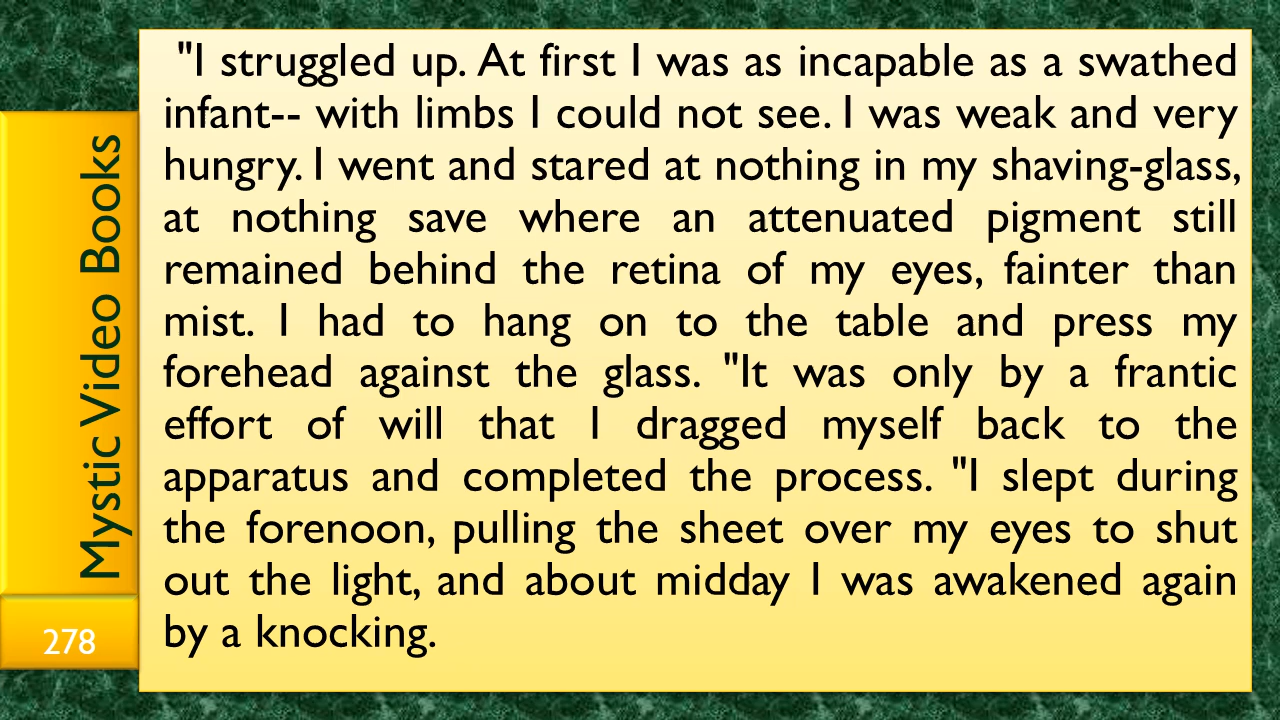 "I struggled up. At first I was as incapable as a swathed
infant-- with limbs I could not see. I was weak and very
hungry. I went and stared at nothing in my shaving-glass,
at nothing save where an attenuated pigment still
remained behind the retina of my eyes, fainter than
mist. I had to hang on to the table and press my
forehead against the glass. "It was only by a frantic
effort of will that I dragged myself back to the
apparatus and completed the process. "I slept during
the forenoon, pulling the sheet over my eyes to shut
out the light, and about midday I was awakened again
by a knocking.
Mystic Video Books
278